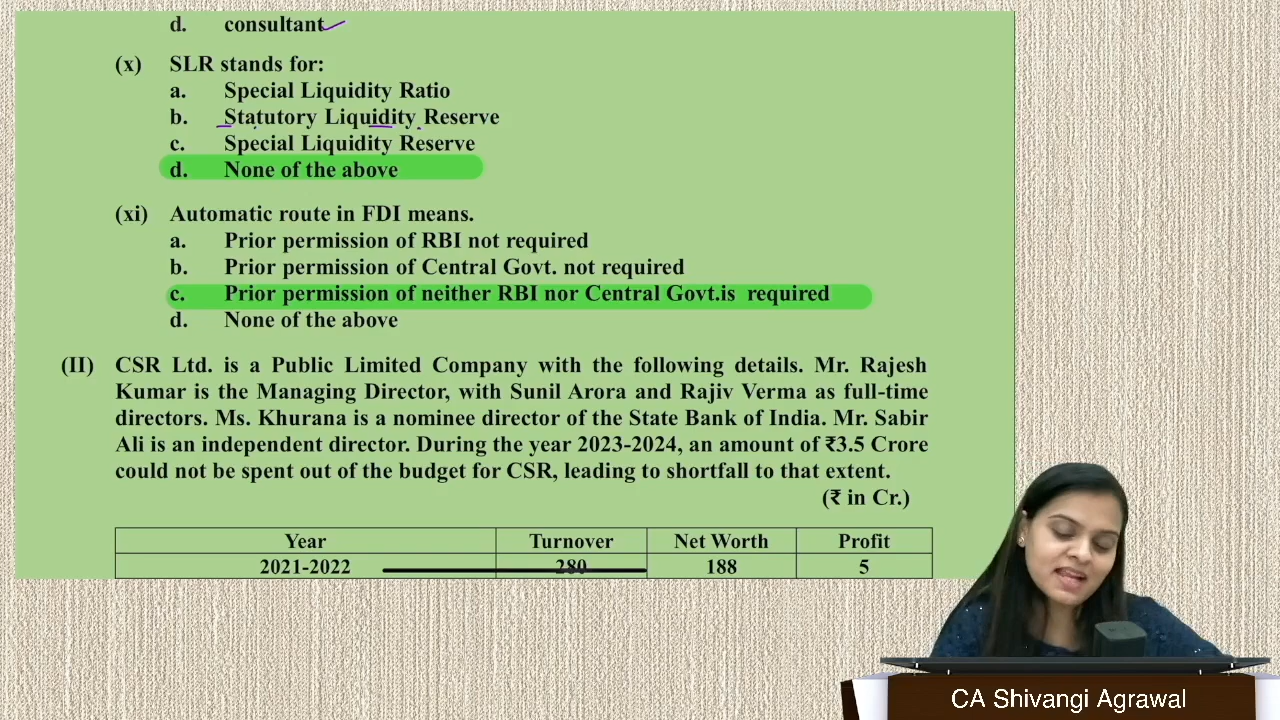 d. consultant
(x) SLR stands for:
a. Special Liquidity Ratio
b. Statutory Liquidity Reserve
c. Special Liquidity Reserve
d. None of the above
(xi) Automatic route in FDI means.
a. Prior permission of RBI not required
b. Prior permission of Central Govt. not required
c. Prior permission of neither RBI nor Central Govt.is required
d. None of the above
(II) CSR Ltd. is a Public Limited Company with the following details. Mr. Rajesh
Kumar is the Managing Director, with Sunil Arora and Rajiv Verma as full-time
directors. Ms. Khurana is a nominee director of the State Bank of India. Mr. Sabir
Ali is an independent director. During the year 2023-2024, an amount of ₹3.5 Crore
could not be spent out of the budget for CSR, leading to shortfall to that extent.
(₹ in Cr.)
Year Turnover Net Worth Profit
2021-2022 280 188 5
CA Shivangi Agrawal